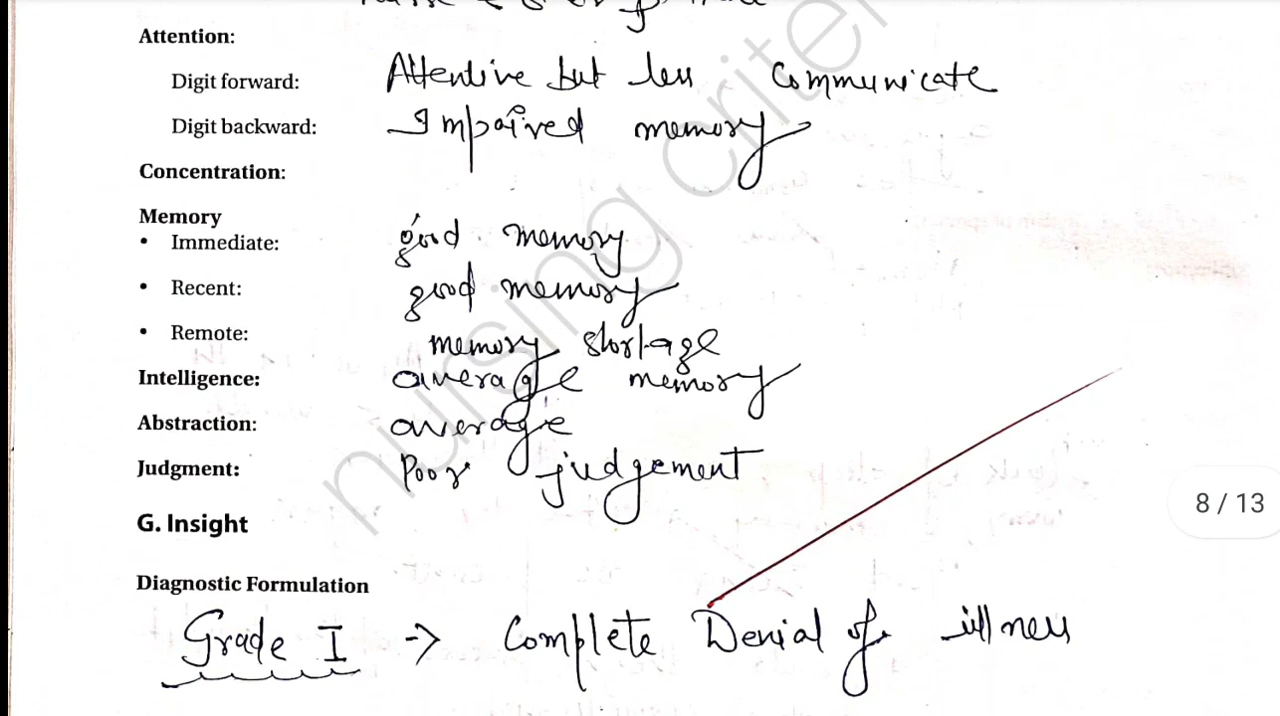 Attention:
Digit forward: Attentive but less Communicate
Digit backward: Impaired memory
Concentration:
Memory
• Immediate: good memory
• Recent: good memory
• Remote: memory shortage
Intelligence: average memory
Abstraction: average
Judgment: Poor judgement
G. Insight
8 / 13
Diagnostic Formulation
Grade I -> Complete Denial of illness
nursing criter